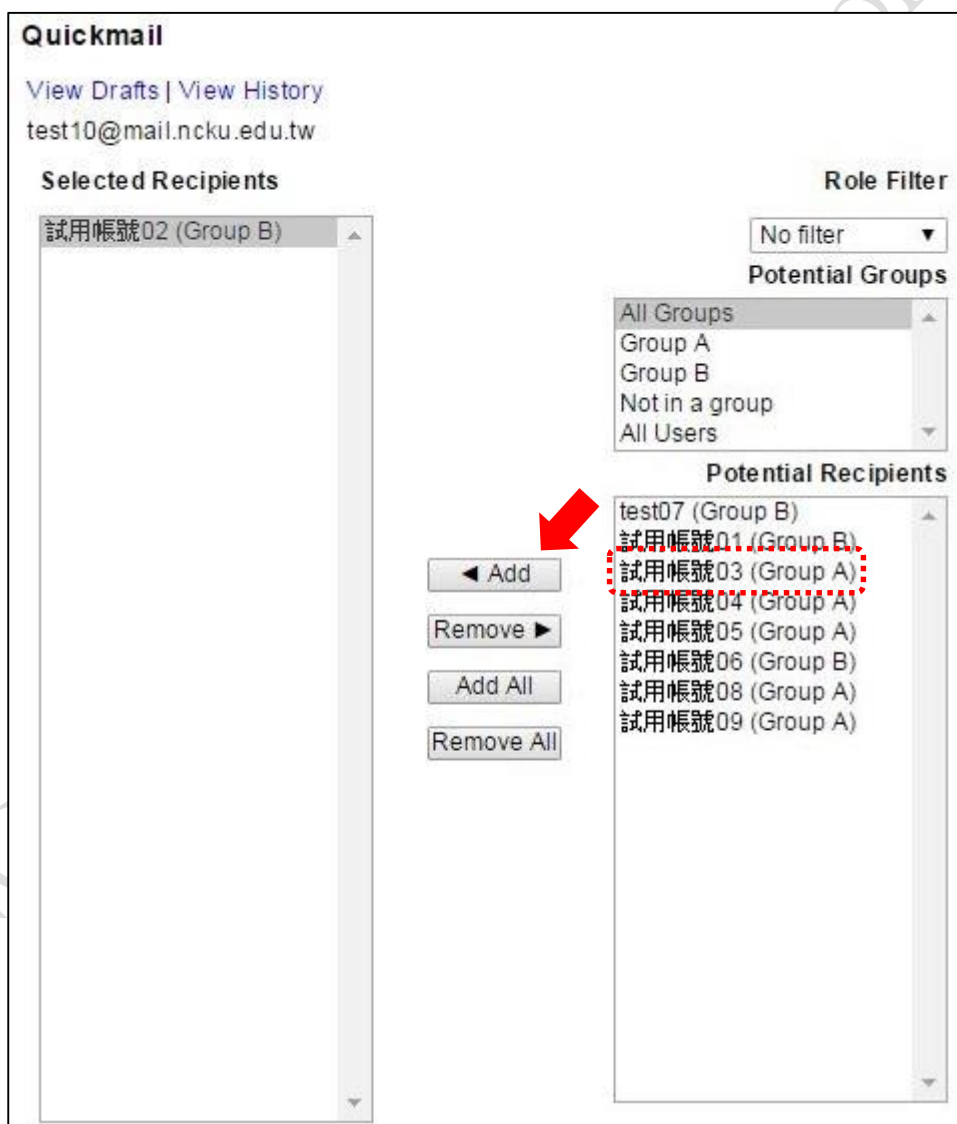 Quickmail
View Drafts | View History
test10@mail.ncku.edu.tw
Selected Recipients
試用帳號02 (Group B)
Role Filter
No filter
Potential Groups
All Groups
Group A
Group B
Not in a group
All Users
Potential Recipients
test07 (Group B)
試用帳號01 (Group B)
試用帳號03 (Group A)
試用帳號04 (Group A)
試用帳號05 (Group A)
試用帳號06 (Group B)
試用帳號08 (Group A)
試用帳號09 (Group A)
◄ Add
Remove ►
Add All
Remove All